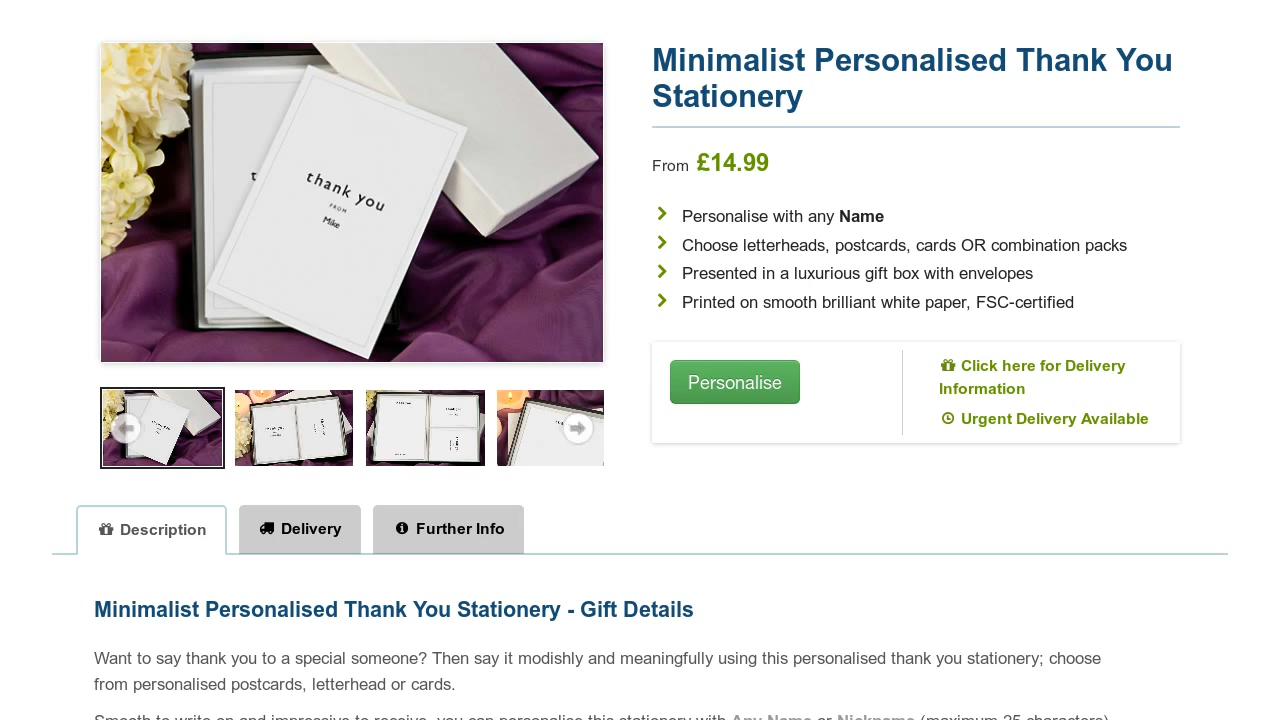 thank you
FROM
Mike
Minimalist Personalised Thank You
Stationery
From £14.99
Personalise with any Name
Choose letterheads, postcards, cards OR combination packs
Presented in a luxurious gift box with envelopes
Printed on smooth brilliant white paper, FSC-certified
Personalise
Click here for Delivery
Information
Urgent Delivery Available
Description
Delivery
Further Info
Minimalist Personalised Thank You Stationery - Gift Details
Want to say thank you to a special someone? Then say it modishly and meaningfully using this personalised thank you stationery; choose
from personalised postcards, letterhead or cards.
Smooth to write on and impressive to receive, you can personalise this stationery with Any Name or Nickname (maximum 25 characters)